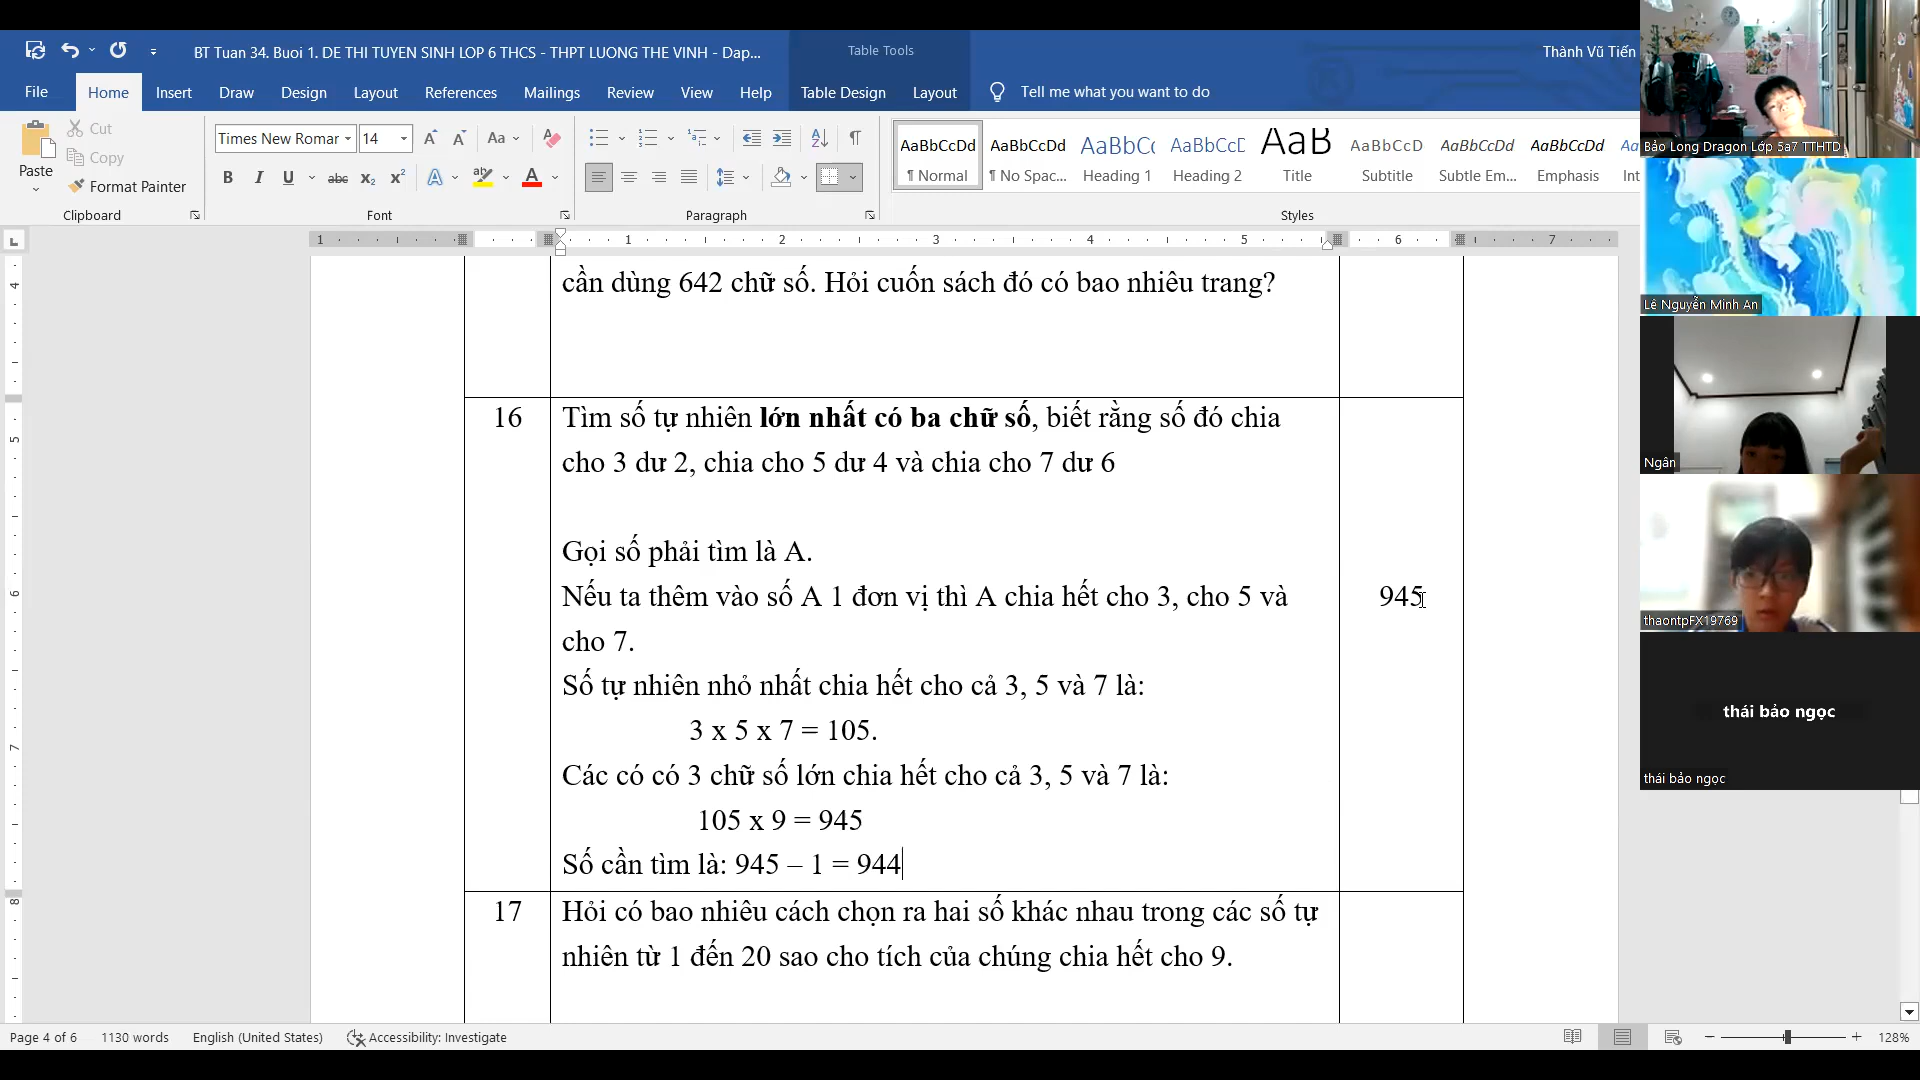 BT Tuan 34. Buoi 1. DE THI TUYEN SINH LOP 6 THCS - THPT LUONG THE VINH - Dap...
Table Tools
Thành Vũ Tiến
File Home Insert Draw Design Layout References Mailings Review View Help Table Design Layout Tell me what you want to do
Paste
Cut
Copy
Format Painter
Clipboard
Times New Romar 14
Font
Paragraph
AaBbCcDd AaBbCcDd AaBbCc AaBbCcD AaB AaBbCcD AaBbCcDd AaBbCcDd
¶ Normal ¶ No Spac... Heading 1 Heading 2 Title Subtitle Subtle Em... Emphasis Int
Styles
1 1 2 3 4 5 6 7
cần dùng 642 chữ số. Hỏi cuốn sách đó có bao nhiêu trang?
16 Tìm số tự nhiên lớn nhất có ba chữ số, biết rằng số đó chia
cho 3 dư 2, chia cho 5 dư 4 và chia cho 7 dư 6
Gọi số phải tìm là A.
Nếu ta thêm vào số A 1 đơn vị thì A chia hết cho 3, cho 5 và
cho 7.
945
Số tự nhiên nhỏ nhất chia hết cho cả 3, 5 và 7 là:
3 x 5 x 7 = 105.
Các có có 3 chữ số lớn chia hết cho cả 3, 5 và 7 là:
105 x 9 = 945
Số cần tìm là: 945 – 1 = 944
17 Hỏi có bao nhiêu cách chọn ra hai số khác nhau trong các số tự
nhiên từ 1 đến 20 sao cho tích của chúng chia hết cho 9.
Page 4 of 6 1130 words English (United States) Accessibility: Investigate 128%
Bảo Long Dragon Lớp 5a7 TTHTD
Lê Nguyễn Minh An
Ngân
thaontpFX19769
thái bảo ngọc
thái bảo ngọc